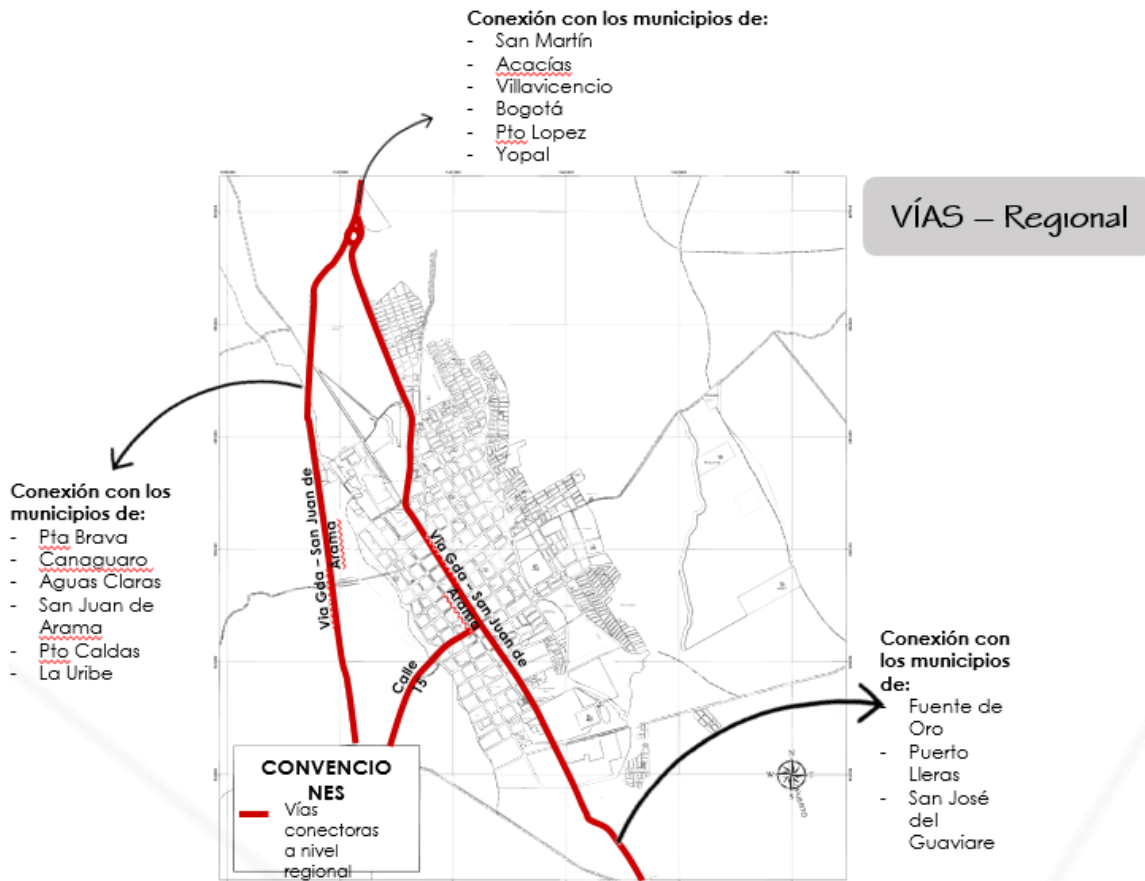 Conexión con los municipios de:
- San Martín
- Acacías
- Villavicencio
- Bogotá
- Pto Lopez
- Yopal
VÍAS – Regional
Conexión con los
municipios de:
- Pta Brava
- Canaguaro
- Aguas Claras
- San Juan de
Arama
- Pto Caldas
- La Uribe
Via Gda – San Juan de
Arama
Via Gda – San Juan de
Arama
Calle
15
Conexión con
los municipios
de:
Fuente de
Oro
- Puerto
Lleras
- San José
del
Guaviare
N
W
CONVENCIO
NES
Vías
conectoras
a nivel
regional